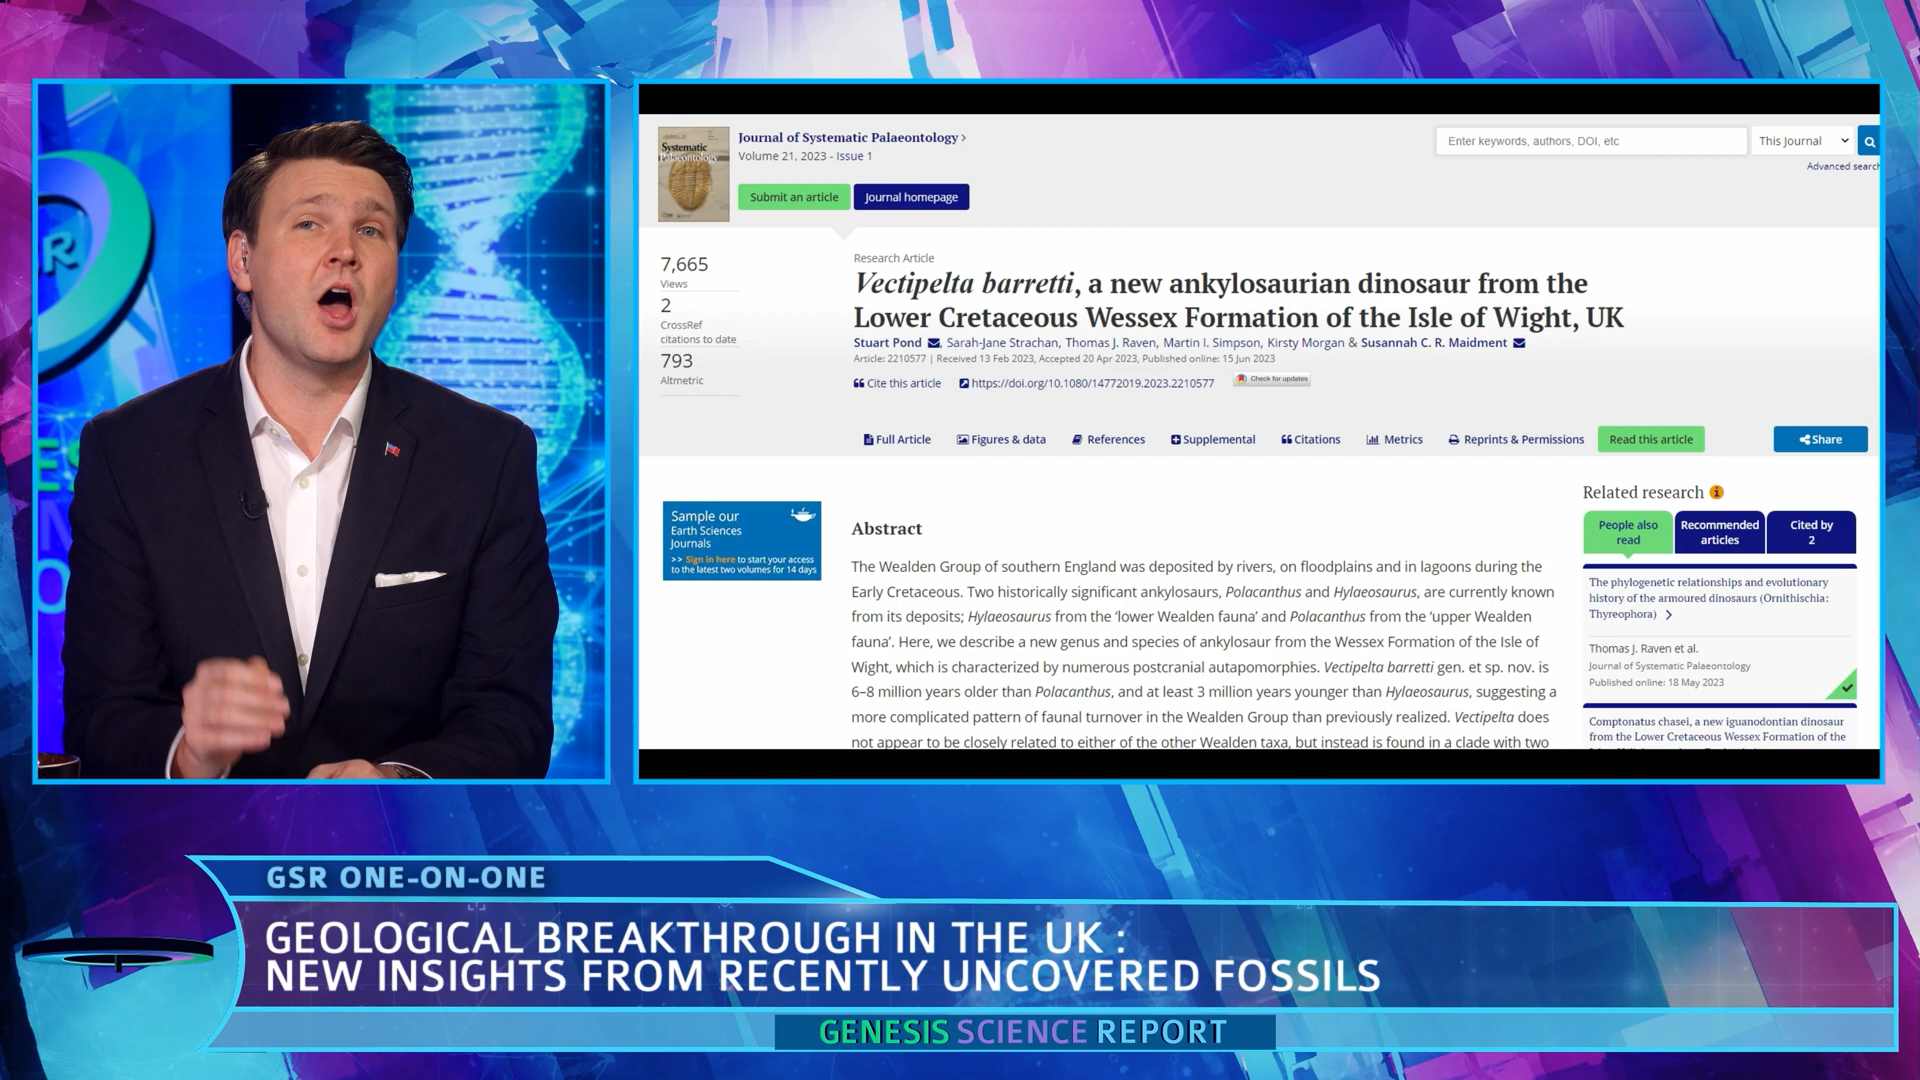 R
Systematic
Palaeontology
Journal of Systematic Palaeontology >
Volume 21, 2023 - Issue 1
Submit an article
Journal homepage
Enter keywords, authors, DOI, etc
This Journal
Advanced search
7,665
Views
2
CrossRef
citations to date
793
Altmetric
Research Article
Vectipelta barretti, a new ankylosaurian dinosaur from the
Lower Cretaceous Wessex Formation of the Isle of Wight, UK
Stuart Pond, Sarah-Jane Strachan, Thomas J. Raven, Martin I. Simpson, Kirsty Morgan & Susannah C. R. Maidment
Article: 2210577 | Received 13 Feb 2023, Accepted 20 Apr 2023, Published online: 15 Jun 2023
Cite this article
https://doi.org/10.1080/14772019.2023.2210577
Check for updates
Full Article
Figures & data
References
Supplemental
Citations
Metrics
Reprints & Permissions
Read this article
Share
Sample our
Earth Sciences
Journals
>> Sign in here to start your access
to the latest two volumes for 14 days
Abstract
The Wealden Group of southern England was deposited by rivers, on floodplains and in lagoons during the
Early Cretaceous. Two historically significant ankylosaurs, Polacanthus and Hylaeosaurus, are currently known
from its deposits; Hylaeosaurus from the ‘lower Wealden fauna’ and Polacanthus from the ‘upper Wealden
fauna’. Here, we describe a new genus and species of ankylosaur from the Wessex Formation of the Isle of
Wight, which is characterized by numerous postcranial autapomorphies. Vectipelta barretti gen. et sp. nov. is
6–8 million years older than Polacanthus, and at least 3 million years younger than Hylaeosaurus, suggesting a
more complicated pattern of faunal turnover in the Wealden Group than previously realized. Vectipelta does
not appear to be closely related to either of the other Wealden taxa, but instead is found in a clade with two
Related research
People also
read
Recommended
articles
Cited by
2
The phylogenetic relationships and evolutionary
history of the armoured dinosaurs (Ornithischia:
Thyreophora) >
Thomas J. Raven et al.
Journal of Systematic Palaeontology
Published online: 18 May 2023
Comptonatus chasei, a new iguanodontian dinosaur
from the Lower Cretaceous Wessex Formation of the
GSR ONE-ON-ONE
GEOLOGICAL BREAKTHROUGH IN THE UK :
NEW INSIGHTS FROM RECENTLY UNCOVERED FOSSILS
GENESIS SCIENCE REPORT